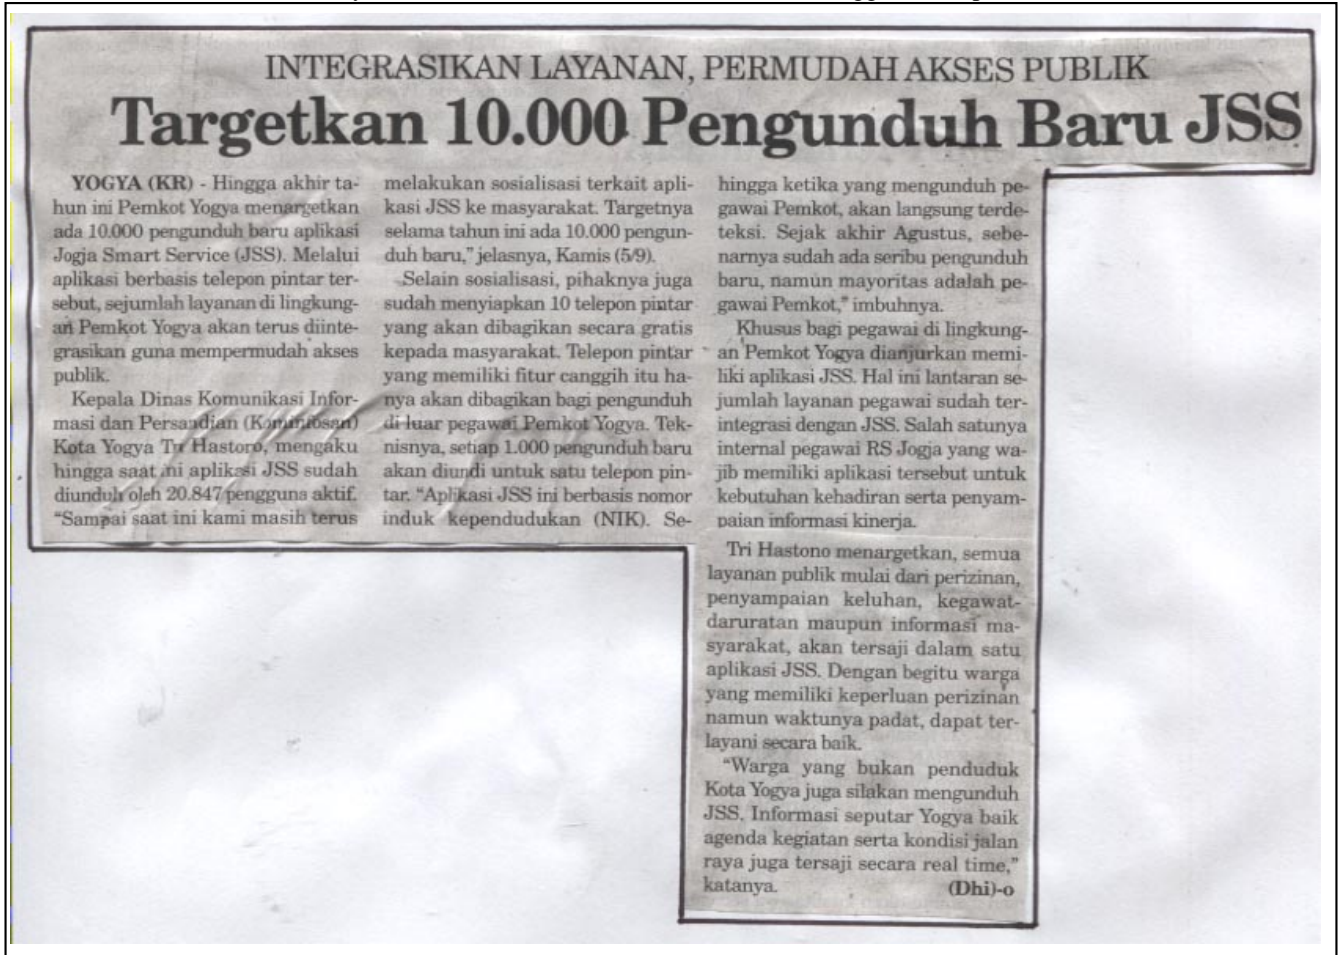 INTEGRASIKAN LAYANAN, PERMUDAH AKSES PUBLIK
Targetkan 10.000 Pengunduh Baru JSS
YOGYA (KR) - Hingga akhir ta-
hun ini Pemkot Yogya menargetkan
ada 10.000 pengunduh baru aplikasi
Jogja Smart Service (JSS). Melalui
aplikasi berbasis telepon pintar ter-
sebut, sejumlah layanan di lingkung-
an Pemkot Yogya akan terus diinte-
grasikan guna mempermudah akses
publik.
Kepala Dinas Komunikasi Infor-
masi dan Persandian (Kominfosan)
Kota Yogya Tri Hastoro, mengaku
hingga saat ini aplikasi JSS sudah
diunduh oleh 20.847 pengguna aktif.
“Sampai saat ini kami masih terus
melakukan sosialisasi terkait apli-
kasi JSS ke masyarakat. Targetnya
selama tahun ini ada 10.000 pengun-
duh baru,” jelasnya, Kamis (5/9).
Selain sosialisasi, pihaknya juga
sudah menyiapkan 10 telepon pintar
yang akan dibagikan secara gratis
kepada masyarakat. Telepon pintar
yang memiliki fitur canggih itu ha-
nya akan dibagikan bagi pengunduh
di luar pegawai Pemkot Yogya. Tek-
nisnya, setiap 1.000 pengunduh baru
akan diundi untuk satu telepon pin-
tar. “Aplikasi JSS ini berbasis nomor
induk kependudukan (NIK). Se-
hingga ketika yang mengunduh pe-
gawai Pemkot, akan langsung terde-
teksi. Sejak akhir Agustus, sebe-
narnya sudah ada seribu pengunduh
baru, namun mayoritas adalah pe-
gawai Pemkot,” imbuhnya.
Khusus bagi pegawai di lingkung-
an Pemkot Yogya dianjurkan memi-
liki aplikasi JSS. Hal ini lantaran se-
jumlah layanan pegawai sudah ter-
integrasi dengan JSS. Salah satunya
internal pegawai RS Jogja yang wa-
jib memiliki aplikasi tersebut untuk
kebutuhan kehadiran serta penyam-
paian informasi kinerja.
Tri Hastono menargetkan, semua
layanan publik mulai dari perizinan,
penyampaian keluhan, kegawat-
daruratan maupun informasi ma-
syarakat, akan tersaji dalam satu
aplikasi JSS. Dengan begitu warga
yang memiliki keperluan perizinan
namun waktunya padat, dapat ter-
layani secara baik.
“Warga yang bukan penduduk
Kota Yogya juga silakan mengunduh
JSS. Informasi seputar Yogya baik
agenda kegiatan serta kondisi jalan
raya juga tersaji secara real time,”
katanya. (Dhi)-o